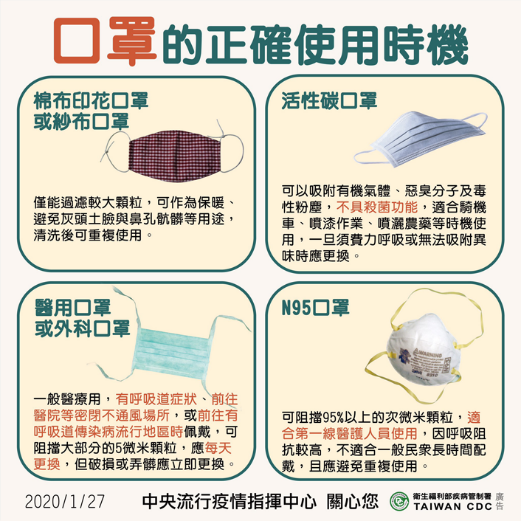 口罩的正確使用時機
棉布印花口罩
或紗布口罩
僅能過濾較大顆粒，可作為保暖、
避免灰頭土臉與鼻孔骯髒等用途，
清洗後可重複使用。
活性碳口罩
可以吸附有機氣體、惡臭分子及毒
性粉塵，不具殺菌功能，適合騎機
車、噴漆作業、噴灑農藥等時機使
用，一旦須費力呼吸或無法吸附異
味時應更換。
醫用口罩
或外科口罩
一般醫療用，有呼吸道症狀、前往
醫院等密閉不通風場所，或前往有
呼吸道傳染病流行地區時佩戴，可
阻擋大部分的5微米顆粒，應每天
更換，但破損或弄髒應立即更換。
N95口罩
可阻擋95%以上的次微米顆粒，適
合第一線醫護人員使用，因呼吸阻
抗較高，不適合一般民眾長時間配
戴，且應避免重複使用。
2020/1/27 中央流行疫情指揮中心 關心您
衛生福利部疾病管制署
TAIWAN CDC
廣告